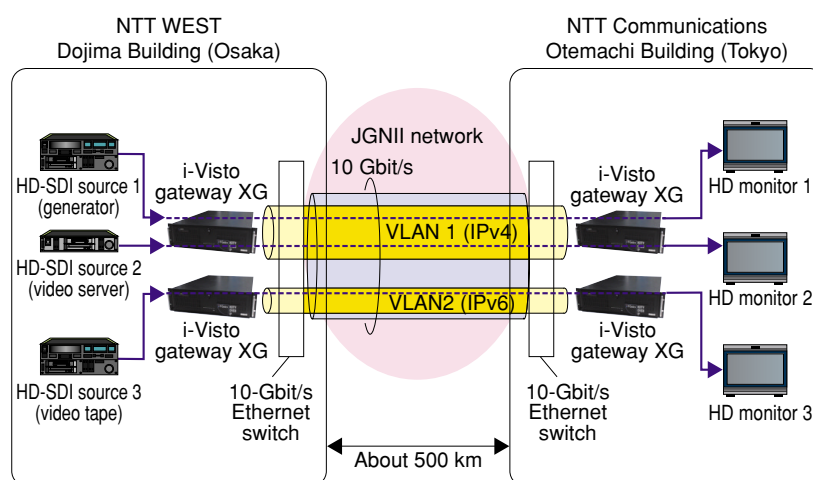 NTT WEST
Dojima Building (Osaka)
NTT Communications
Otemachi Building (Tokyo)
JGNII network
10 Gbit/s
HD-SDI source 1
(generator)
i-Visto
gateway XG
i-Visto
gateway XG
HD monitor 1
VLAN 1 (IPv4)
HD-SDI source 2
(video server)
HD monitor 2
VLAN2 (IPv6)
i-Visto
gateway XG
i-Visto
gateway XG
HD-SDI source 3
(video tape)
10-Gbit/s
Ethernet
switch
10-Gbit/s
Ethernet
switch
HD monitor 3
About 500 km